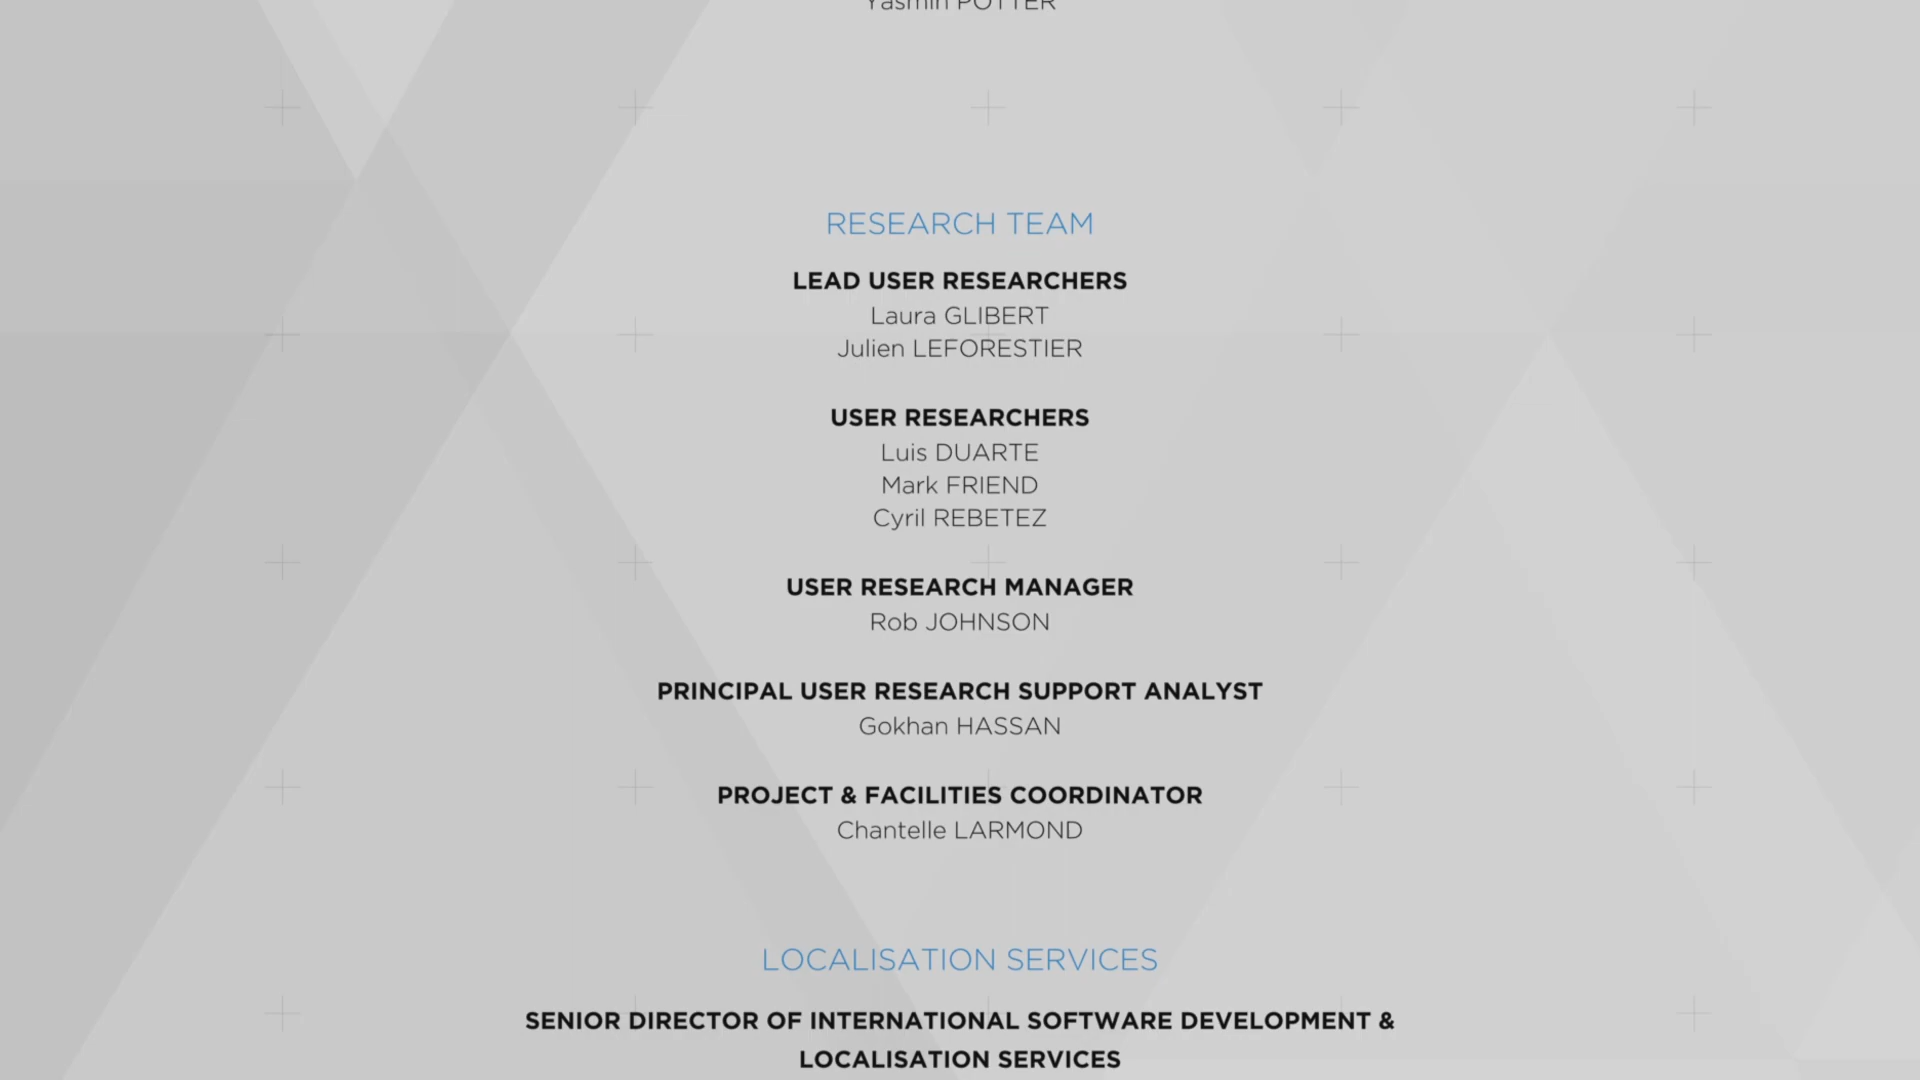 Yasmin POTTER
RESEARCH TEAM
LEAD USER RESEARCHERS
Laura GLIBERT
Julien LEFORESTIER
USER RESEARCHERS
Luis DUARTE
Mark FRIEND
Cyril REBETEZ
USER RESEARCH MANAGER
Rob JOHNSON
PRINCIPAL USER RESEARCH SUPPORT ANALYST
Gokhan HASSAN
PROJECT & FACILITIES COORDINATOR
Chantelle LARMOND
LOCALISATION SERVICES
SENIOR DIRECTOR OF INTERNATIONAL SOFTWARE DEVELOPMENT &
LOCALISATION SERVICES